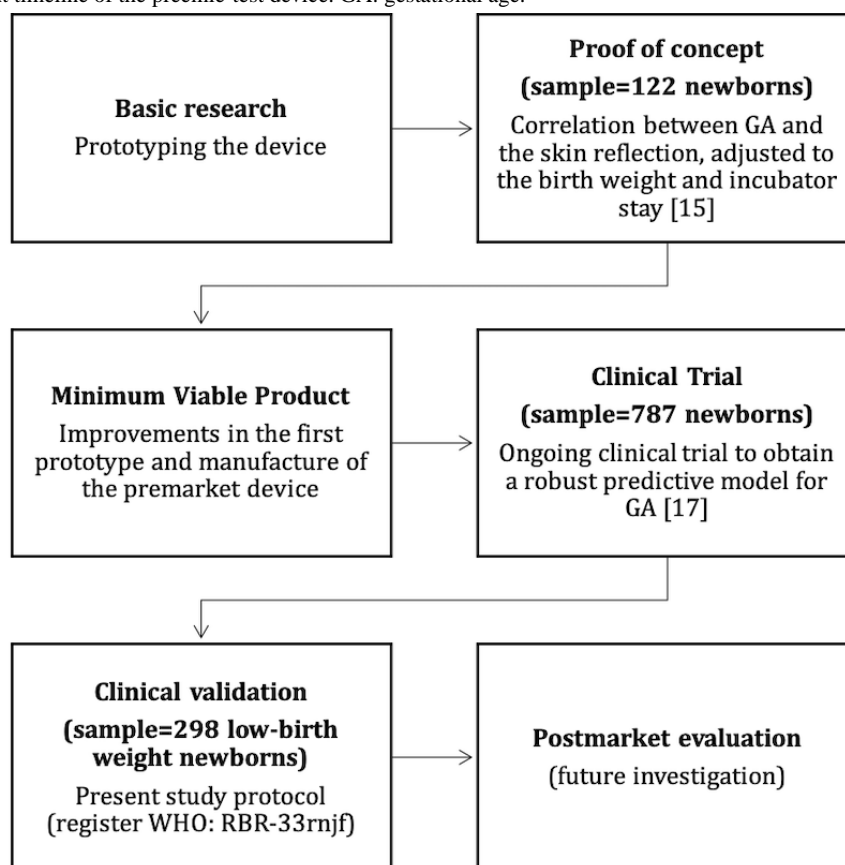 timeline of the preemie-test device. GA: gestational age.
Basic research
Prototyping the device
Proof of concept
(sample=122 newborns)
Correlation between GA and
the skin reflection, adjusted to
the birth weight and incubator
stay [15]
Minimum Viable Product
Improvements in the first
prototype and manufacture of
the premarket device
Clinical Trial
(sample=787 newborns)
Ongoing clinical trial to obtain
a robust predictive model for
GA [17]
Clinical validation
(sample=298 low-birth
weight newborns)
Present study protocol
(register WHO: RBR-33rnjf)
Postmarket evaluation
(future investigation)